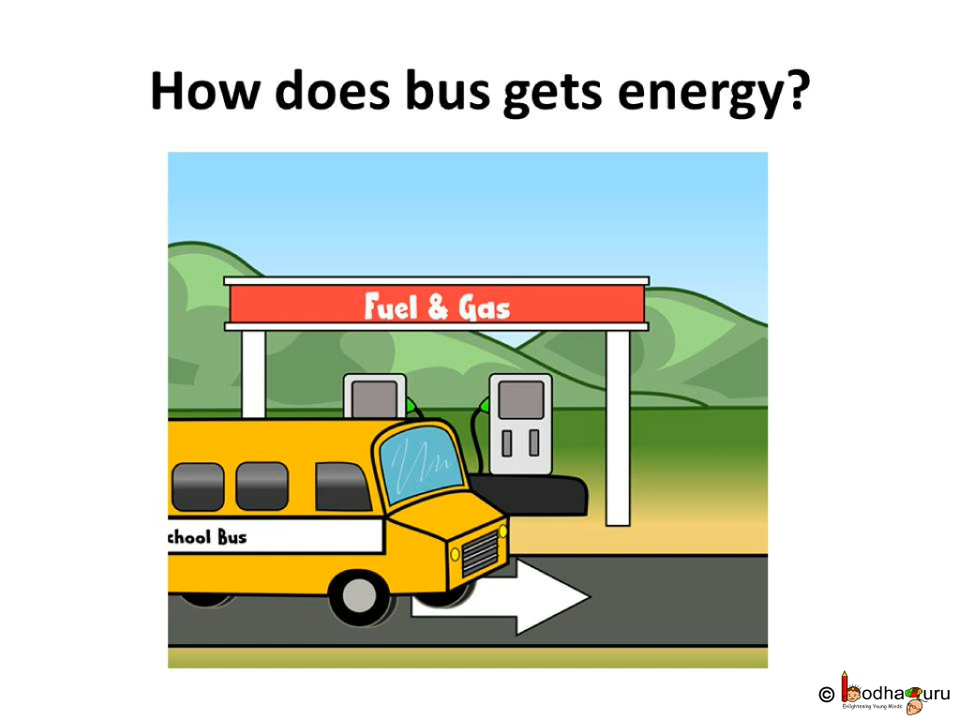 How does bus gets energy?
Fuel & Gas
chool Bus
© bodhaguru
Enlightening Young Minds